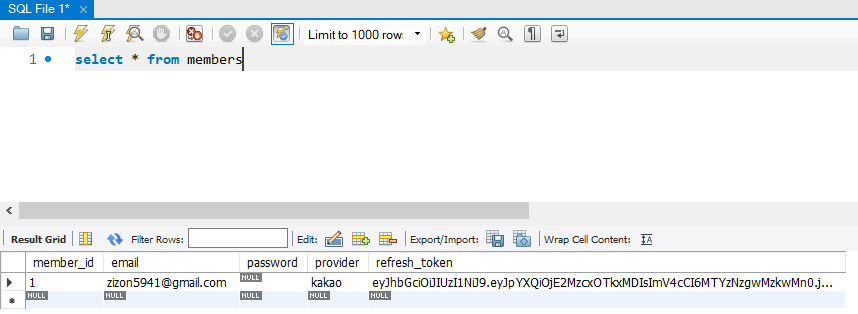 SQL File 1*
Limit to 1000 rows
1 select * from members
Result Grid Filter Rows: Edit: Export/Import: Wrap Cell Content:
member_id email password provider refresh_token
1 zizon5941@gmail.com NULL kakao eyJhbGciOiJIUzI1NiJ9.eyJpYXQiOjE2MzcxOTkxMDIsImV4cCI6MTYzNzgwMzkwMn0.j...
NULL NULL NULL NULL NULL